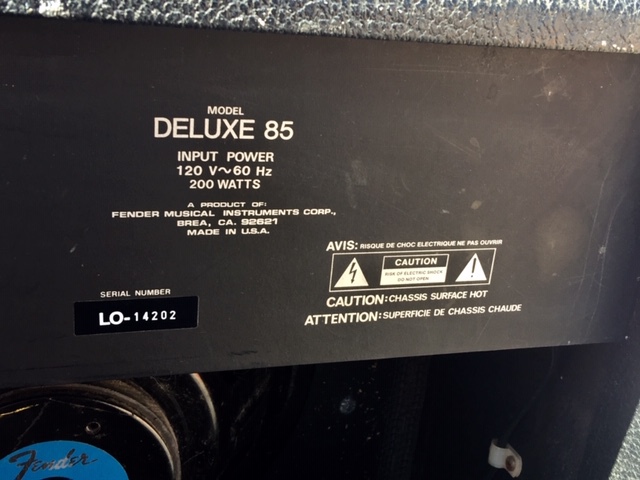 MODEL
DELUXE 85
INPUT POWER
120 V~60 Hz
200 WATTS
A PRODUCT OF:
FENDER MUSICAL INSTRUMENTS CORP.,
BREA, CA. 92621
MADE IN U.S.A.
AVIS: RISQUE DE CHOC ELECTRIQUE NE PAS OUVRIR
CAUTION
RISK OF ELECTRIC SHOCK
DO NOT OPEN
CAUTION: CHASSIS SURFACE HOT
ATTENTION: SUPERFICIE DE CHASSIS CHAUDE
SERIAL NUMBER
LO-14202
Fender